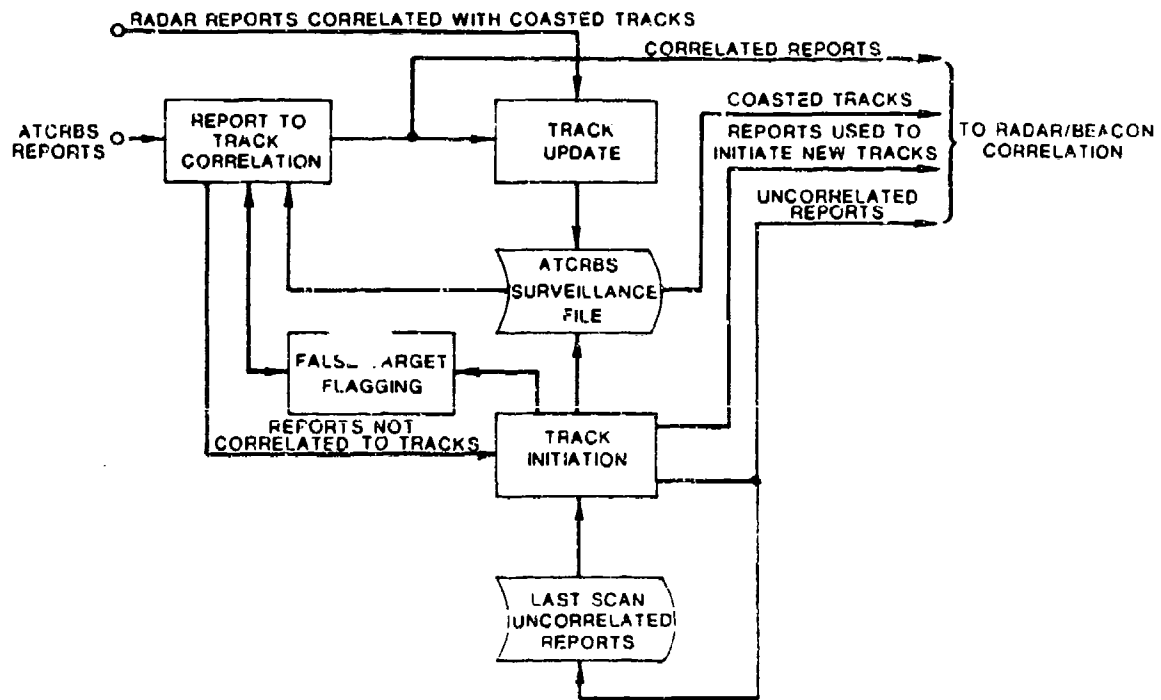 RADAR REPORTS CORRELATED WITH COASTED TRACKS
CORRELATED REPORTS
COASTED TRACKS
REPORTS USED TO
INITIATE NEW TRACKS
UNCORRELATED
REPORTS
TO RADAR/BEACON
CORRELATION
ATCRBS
REPORTS
REPORT TO
TRACK
CORRELATION
TRACK
UPDATE
ATCRBS
SURVEILLANCE
FILE
FALSE TARGET
FLAGGING
REPORTS NOT
CORRELATED TO TRACKS
TRACK
INITIATION
LAST SCAN
UNCORRELATED
REPORTS